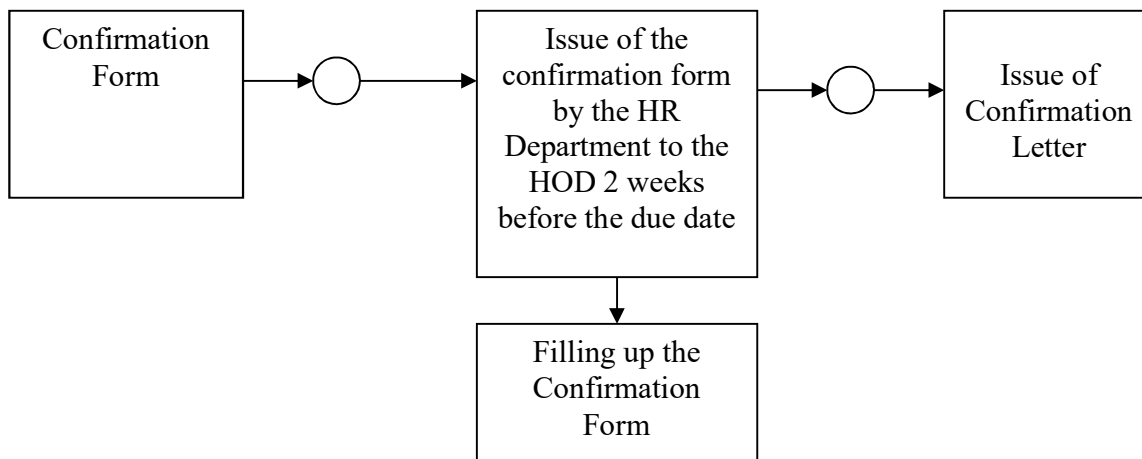 Confirmation
Form
Issue of the
confirmation form
by the HR
Department to the
HOD 2 weeks
before the due date
Issue of
Confirmation
Letter
Filling up the
Confirmation
Form